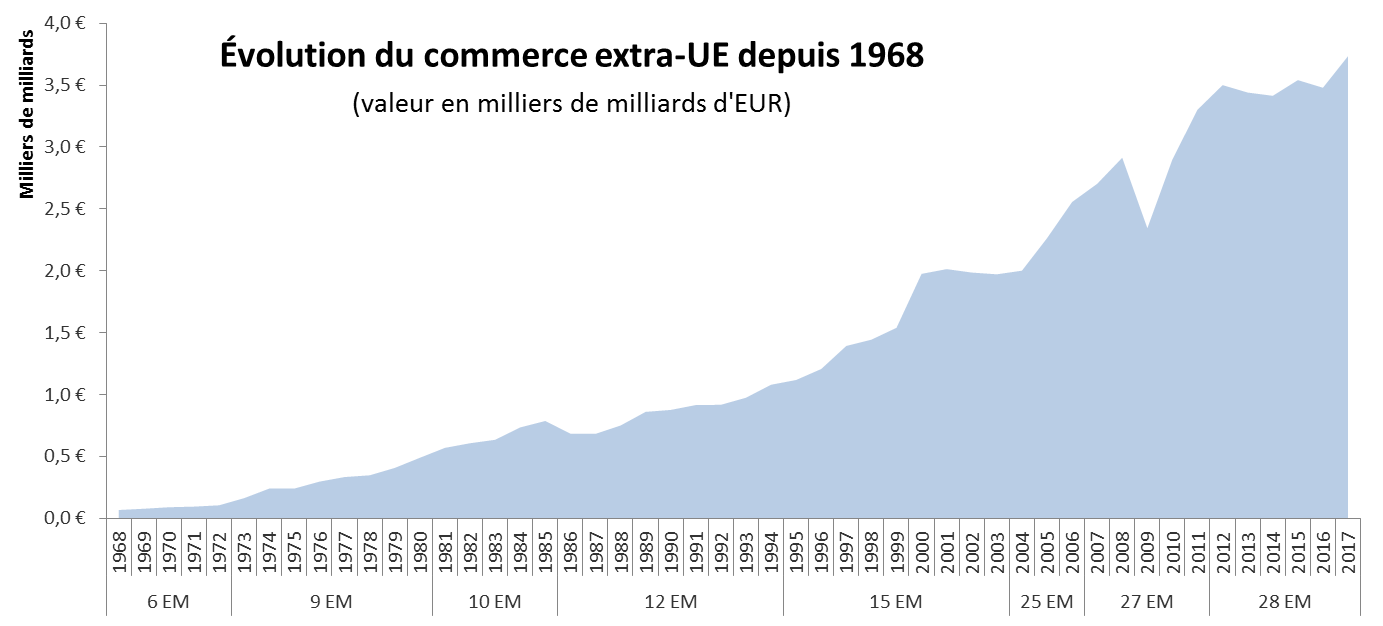 Évolution du commerce extra-UE depuis 1968
(valeur en milliers de milliards d'EUR)
Milliers de milliards
4,0 €
3,5 €
3,0 €
2,5 €
2,0 €
1,5 €
1,0 €
0,5 €
0,0 €
1968 1969 1970 1971 1972 1973 1974 1975 1976 1977 1978 1979 1980 1981 1982 1983 1984 1985 1986 1987 1988 1989 1990 1991 1992 1993 1994 1995 1996 1997 1998 1999 2000 2001 2002 2003 2004 2005 2006 2007 2008 2009 2010 2011 2012 2013 2014 2015 2016 2017
6 EM 9 EM 10 EM 12 EM 15 EM 25 EM 27 EM 28 EM